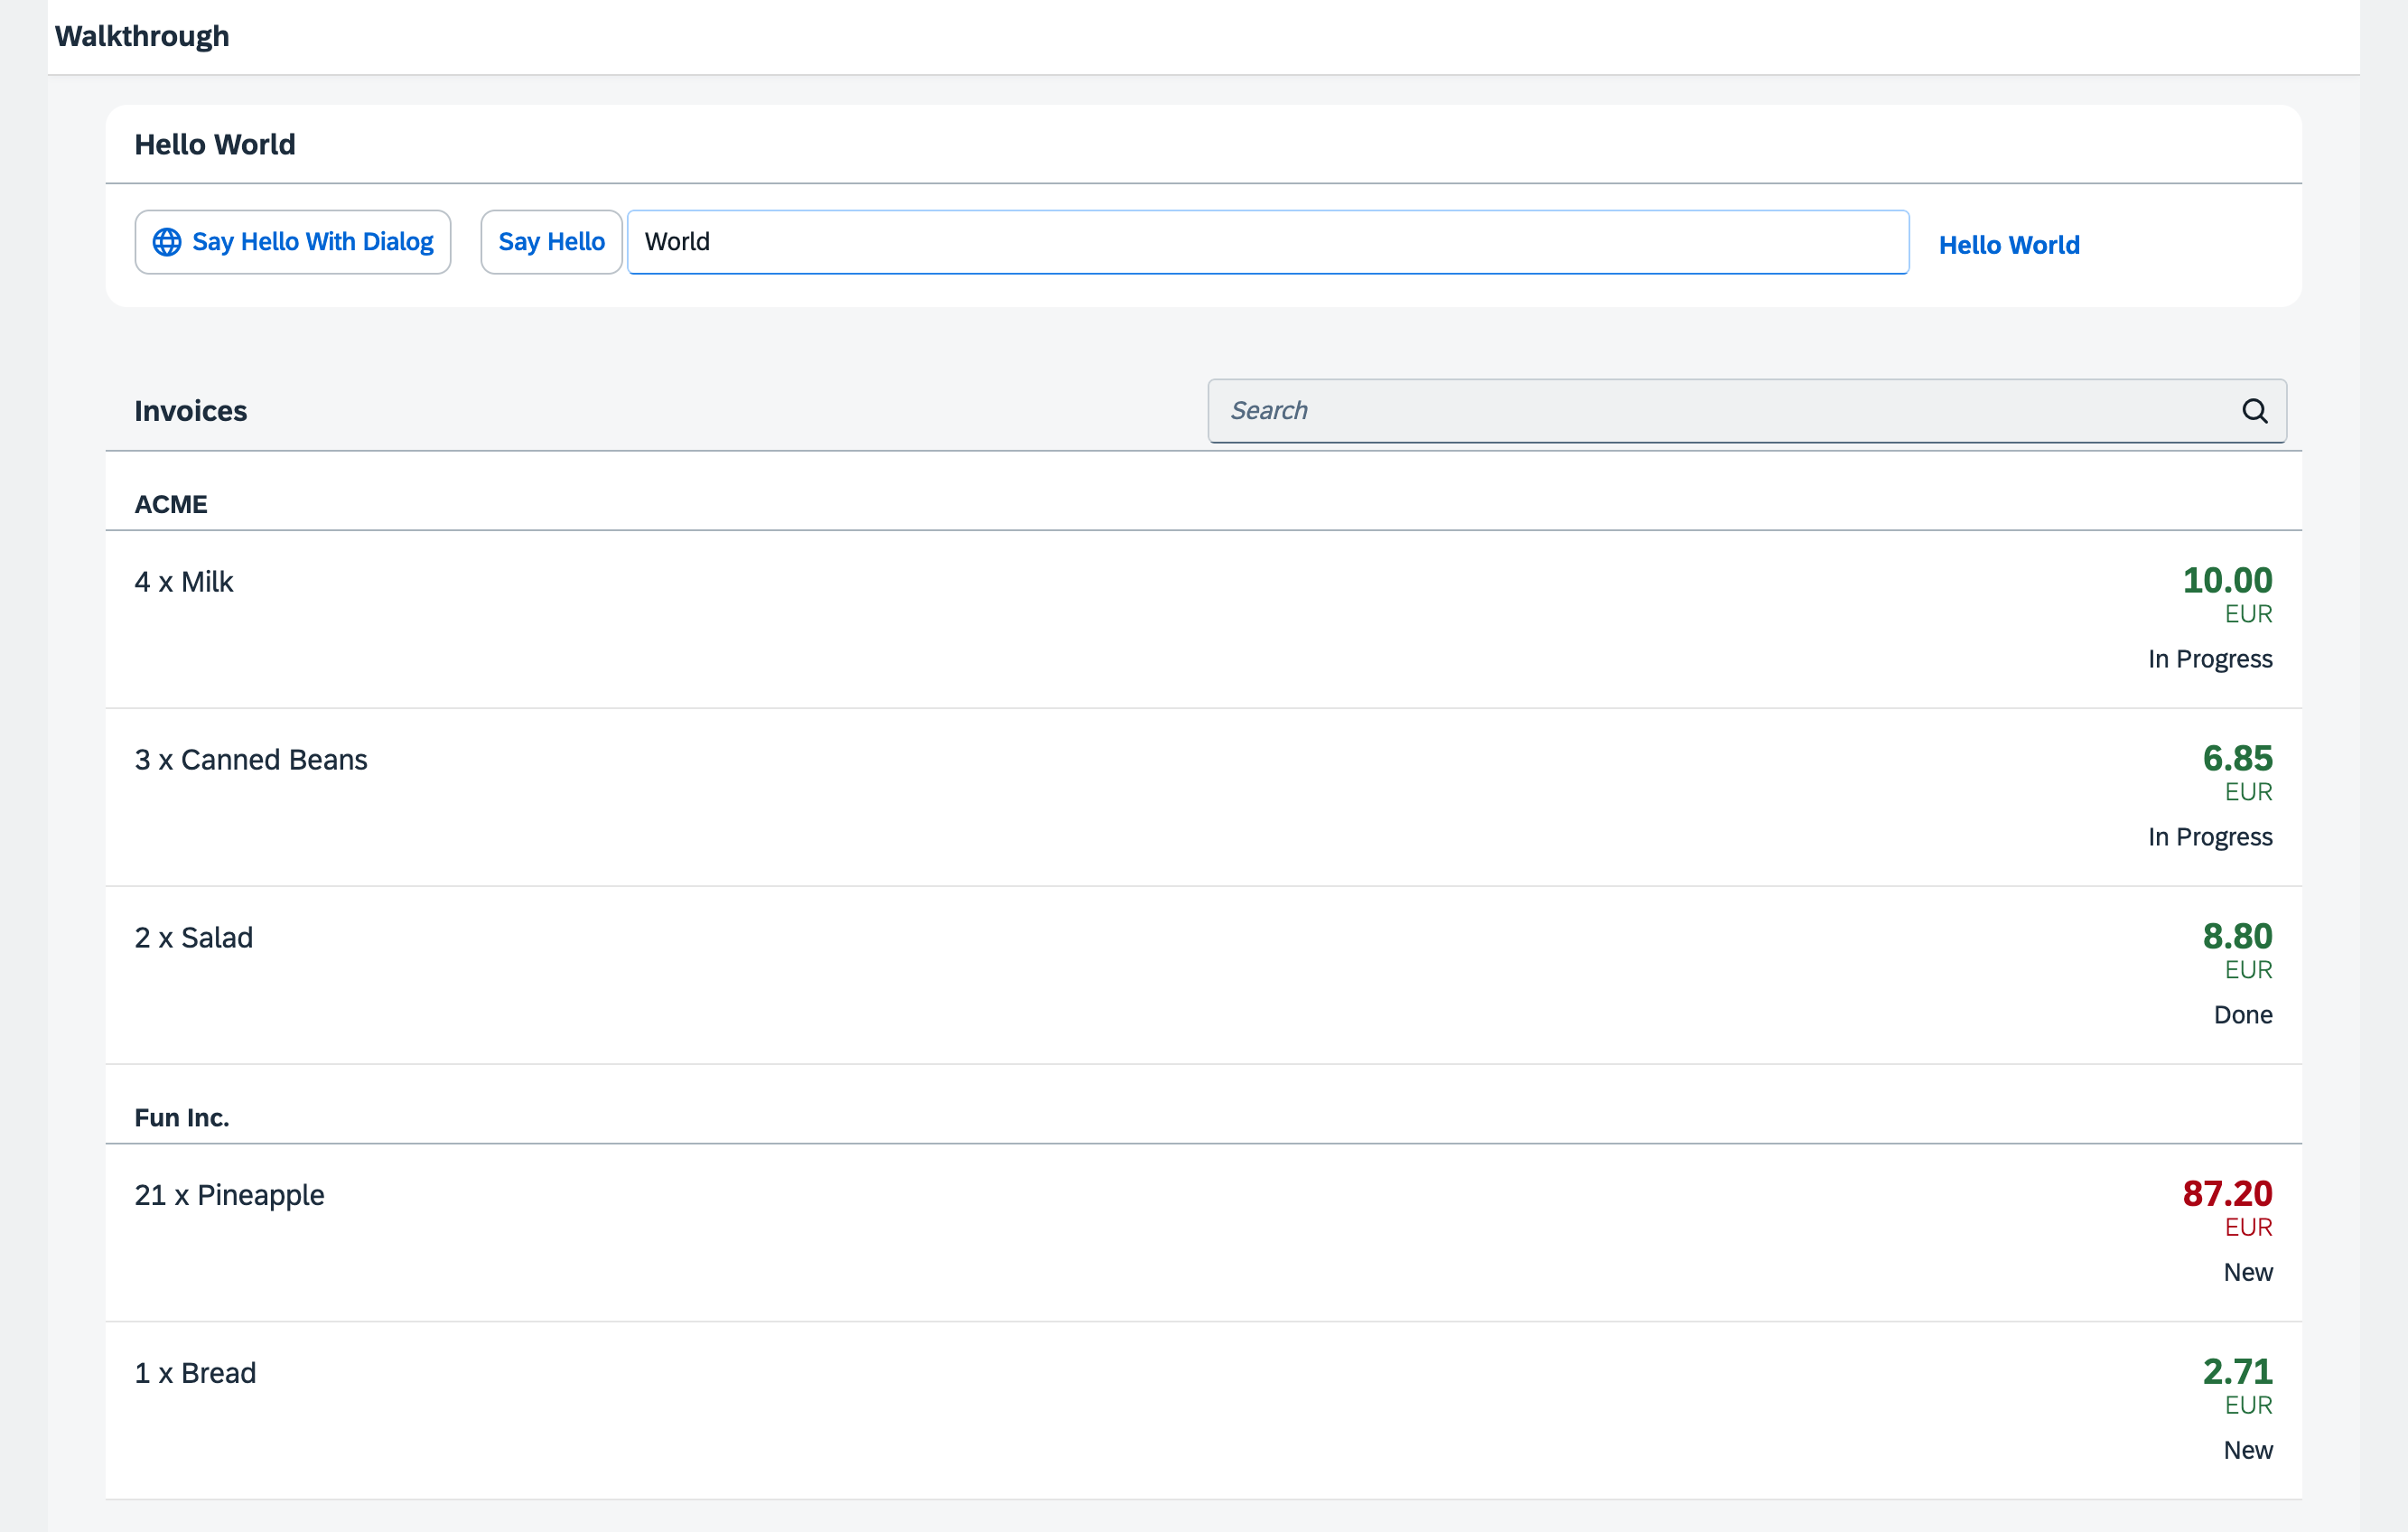 Walkthrough
Hello World
Say Hello With Dialog Say Hello World Hello World
Invoices Search
ACME
4 x Milk 10.00
EUR
In Progress
3 x Canned Beans 6.85
EUR
In Progress
2 x Salad 8.80
EUR
Done
Fun Inc.
21 x Pineapple 87.20
EUR
New
1 x Bread 2.71
EUR
New